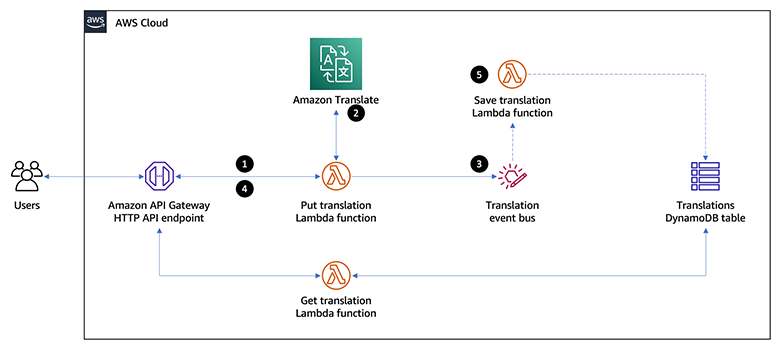 aws
AWS Cloud
Amazon Translate
2
5
Save translation
Lambda function
1
4
3
Users
Amazon API Gateway
HTTP API endpoint
Put translation
Lambda function
Translation
event bus
Translations
DynamoDB table
Get translation
Lambda function